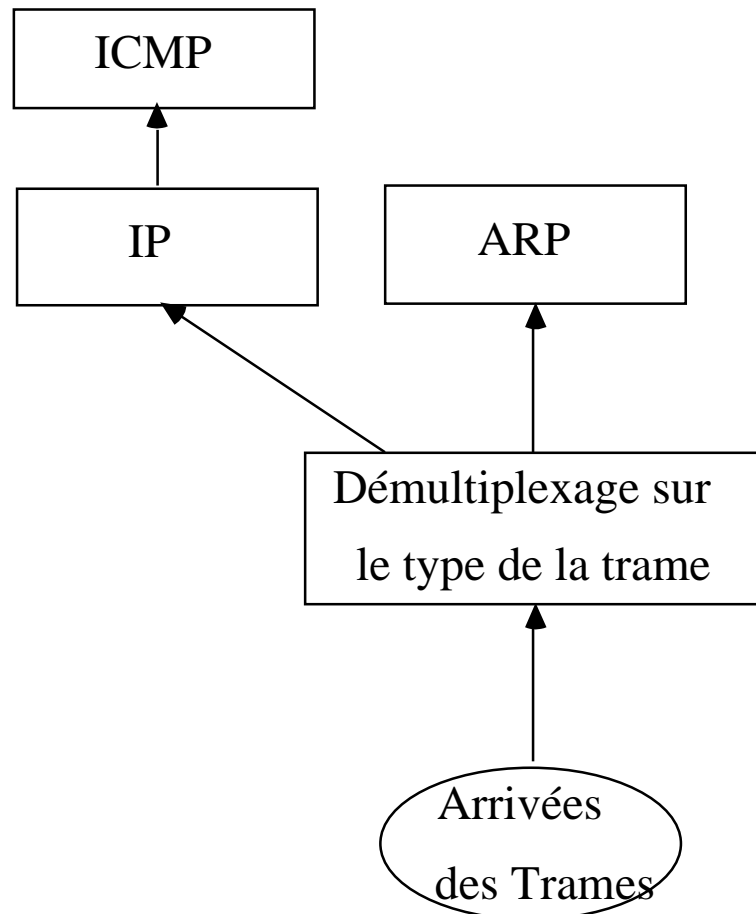 ICMP
IP
ARP
Démultiplexage sur
le type de la trame
Arrivées
des Trames